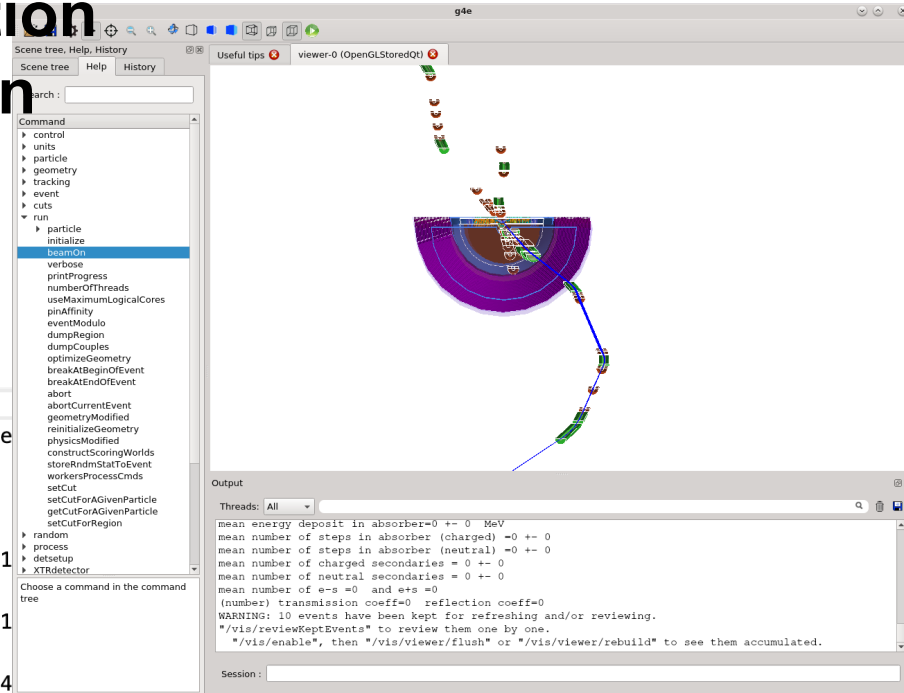 tion
n
g4e
Scene tree, Help, History
Scene tree Help History
earch :
Command
control
units
particle
geometry
tracking
event
cuts
run
particle
initialize
beamOn
verbose
printProgress
numberOfThreads
useMaximumLogicalCores
pinAffinity
eventModulo
dumpRegion
dumpCouples
optimizeGeometry
breakAtBeginOfEvent
breakAtEndOfEvent
abort
abortCurrentEvent
geometryModified
reinitializeGeometry
physicsModified
constructScoringWorlds
storeRndmStatToEvent
workersProcessCmds
setCut
setCutForAGivenParticle
getCutForAGivenParticle
setCutForRegion
random
process
detsetup
XTRdetector
Choose a command in the command
tree
e
1
1
4
Useful tips viewer-0 (OpenGLStoredQt)
Output
Threads: All
mean energy deposit in absorber=0 +- 0 MeV
mean number of steps in absorber (charged) =0 +- 0
mean number of steps in absorber (neutral) =0 +- 0
mean number of charged secondaries = 0 +- 0
mean number of neutral secondaries = 0 +- 0
mean number of e-s =0 and e+s =0
(number) transmission coeff=0 reflection coeff=0
WARNING: 10 events have been kept for refreshing and/or reviewing.
"/vis/reviewKeptEvents" to review them one by one.
"/vis/enable", then "/vis/viewer/flush" or "/vis/viewer/rebuild" to see them accumulated.
Session :